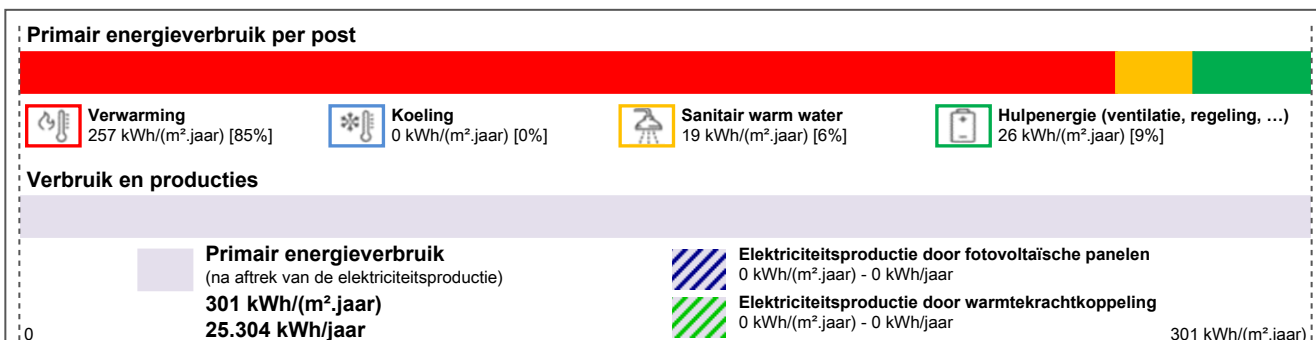 Primair energieverbruik per post
Verwarming
257 kWh/(m².jaar) [85%]
Koeling
0 kWh/(m².jaar) [0%]
Sanitair warm water
19 kWh/(m².jaar) [6%]
Hulpenergie (ventilatie, regeling, …)
26 kWh/(m².jaar) [9%]
Verbruik en producties
Primair energieverbruik
(na aftrek van de elektriciteitsproductie)
301 kWh/(m².jaar)
25.304 kWh/jaar
Elektriciteitsproductie door fotovoltaïsche panelen
0 kWh/(m².jaar) - 0 kWh/jaar
Elektriciteitsproductie door warmtekrachtkoppeling
0 kWh/(m².jaar) - 0 kWh/jaar
0
301 kWh/(m².jaar)